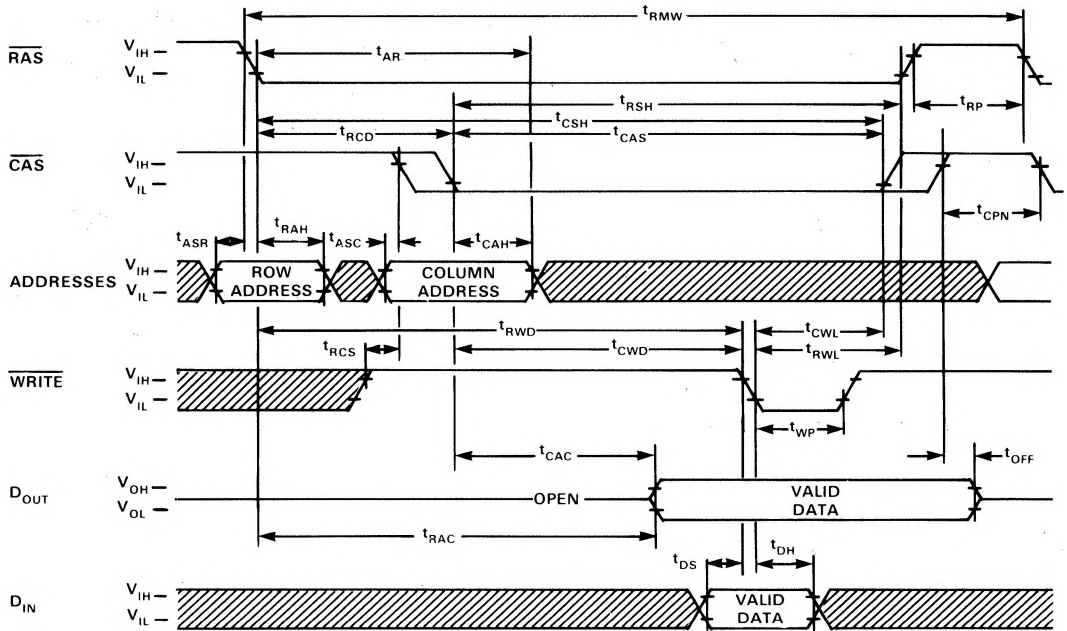 tRMW
RAS
VIH
VIL
tAR
tRSH
tRP
tCSH
tRCD
tCAS
CAS
VIH
VIL
tCPN
tASR
tRAH
tASC
tCAH
ADDRESSES
VIH
VIL
ROW ADDRESS
COLUMN ADDRESS
tRWD
tCWL
tRCS
tCWD
tRWL
WRITE
VIH
VIL
tWP
tCAC
tOFF
DOUT
VOH
VOL
OPEN
VALID DATA
tRAC
tDS
tDH
DIN
VIH
VIL
VALID DATA